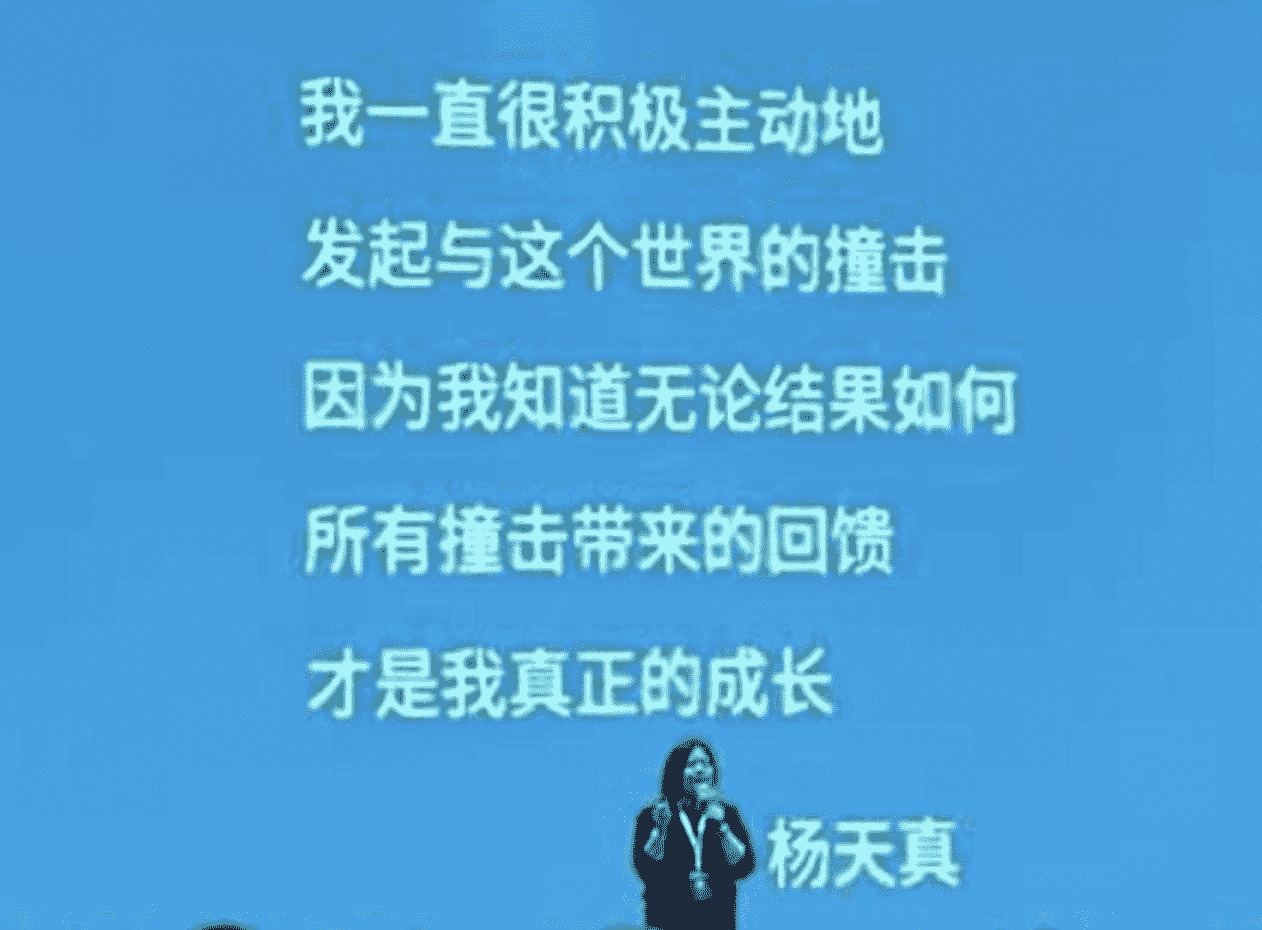 我一直很积极主动地
发起与这个世界的撞击
因为我知道无论结果如何
所有撞击带来的回馈
才是我真正的成长
杨天真